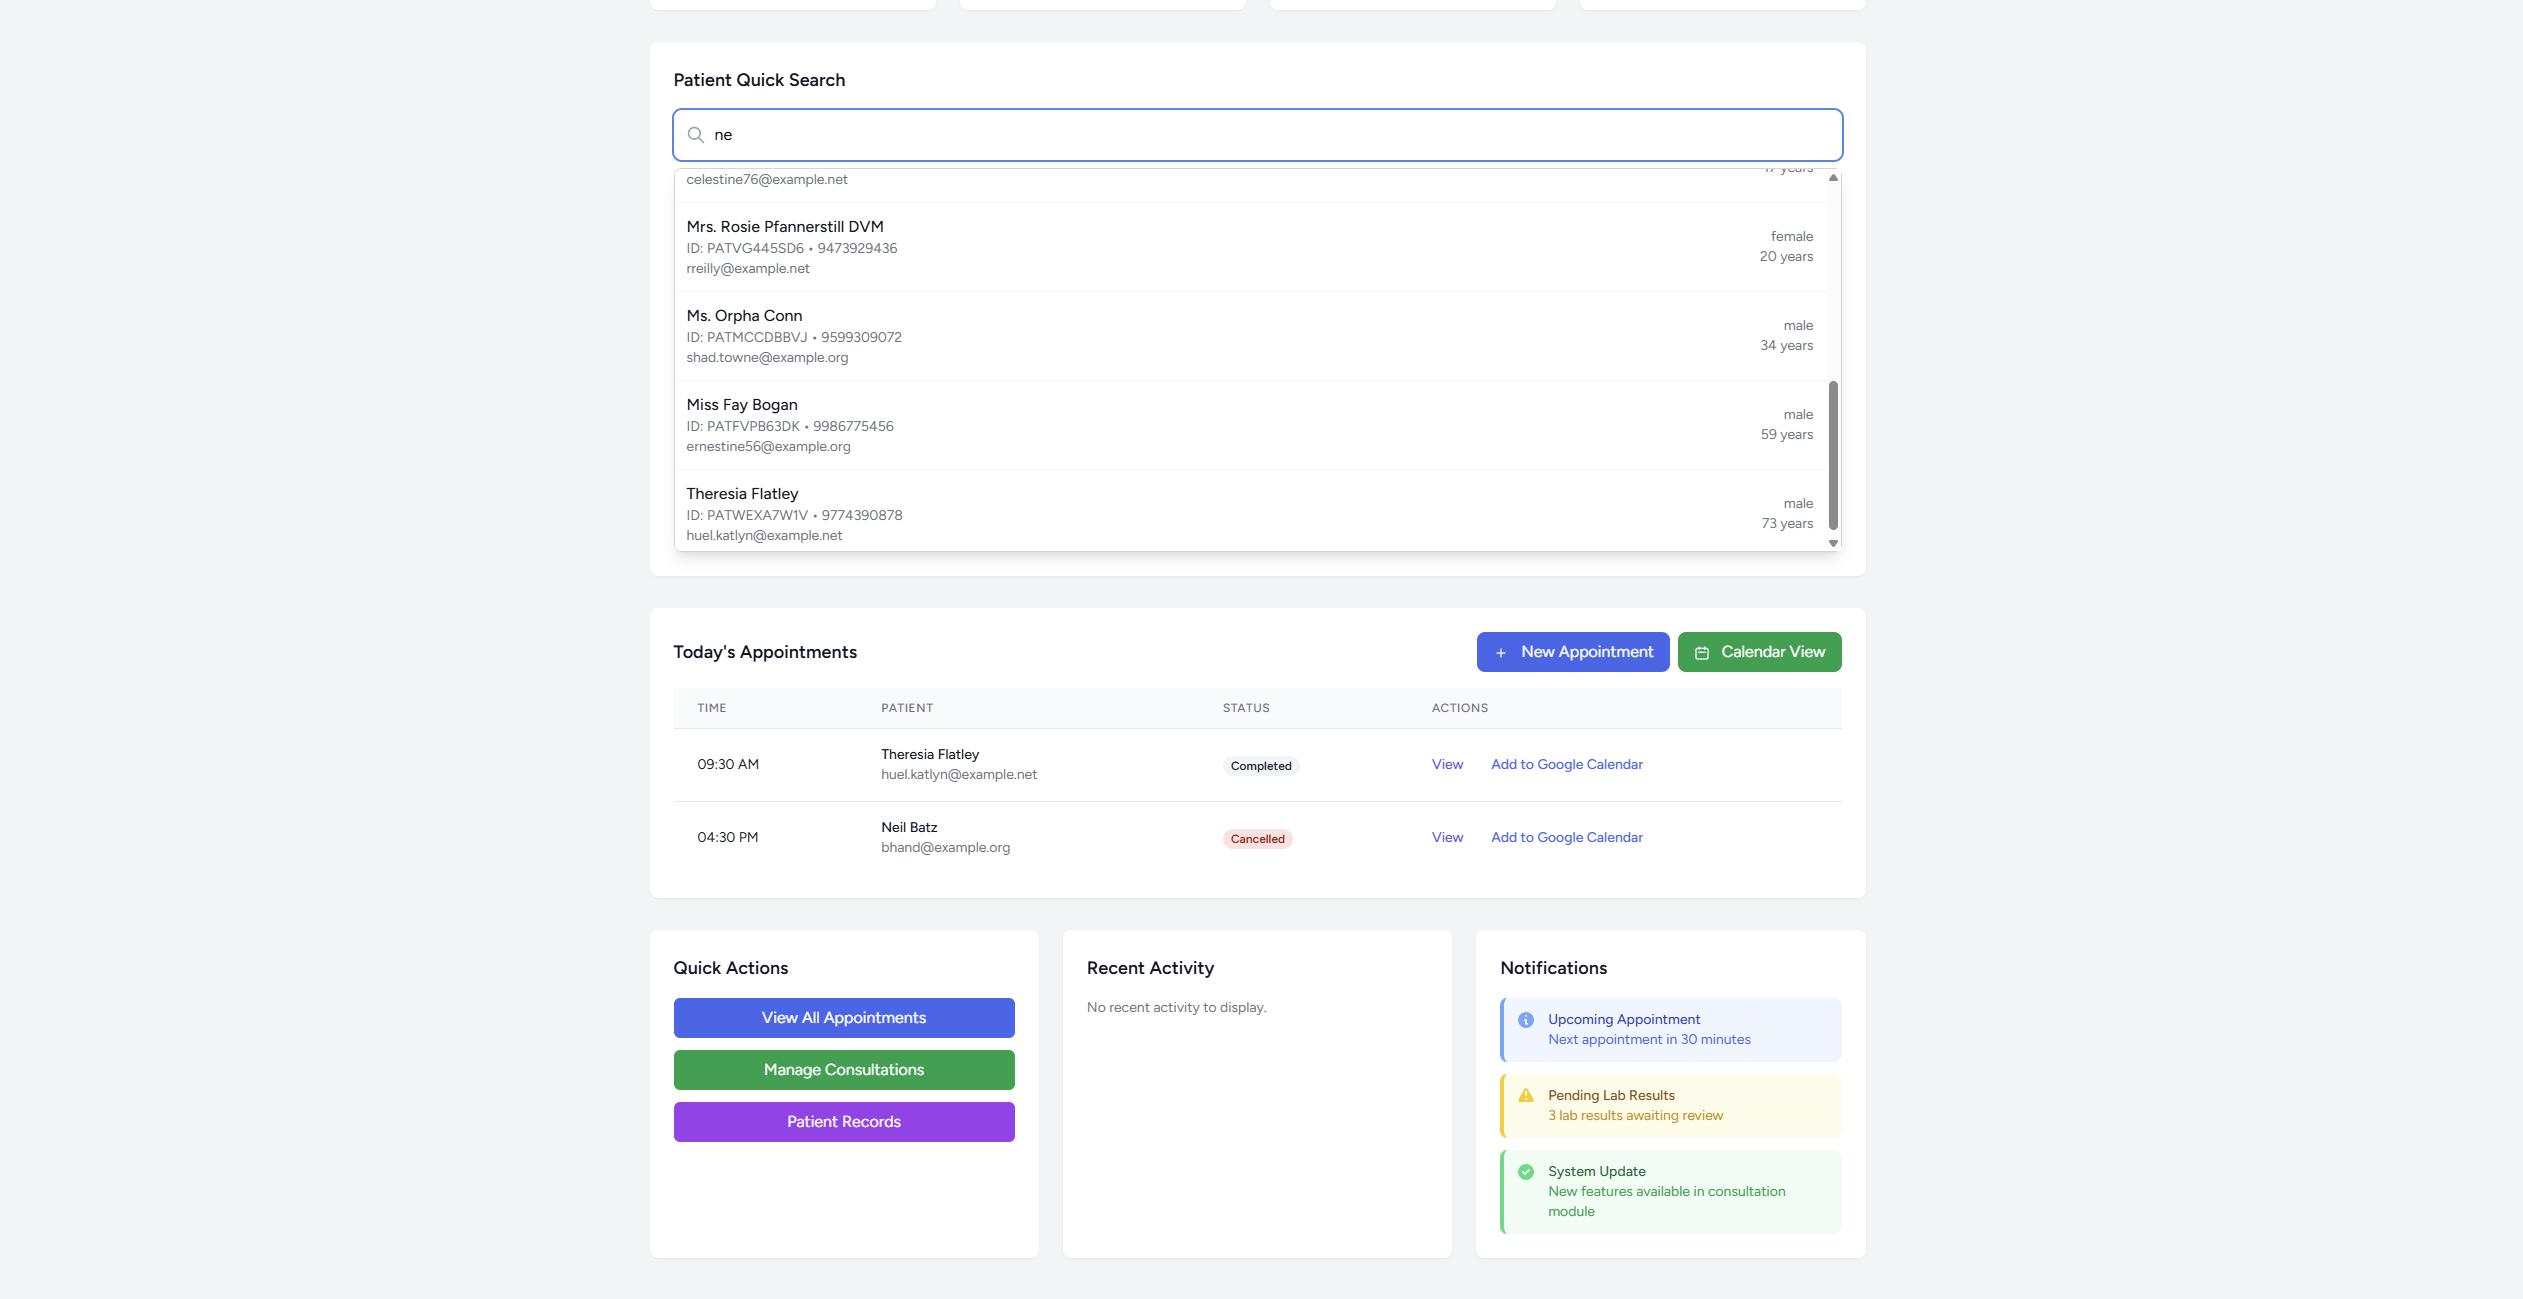 Patient Quick Search
ne
17 years
celestine76@example.net
Mrs. Rosie Pfannerstill DVM
ID: PATVG445SD6 • 9473929436
rreilly@example.net
female
20 years
Ms. Orpha Conn
ID: PATMCCDBBVJ • 9599309072
shad.towne@example.org
male
34 years
Miss Fay Bogan
ID: PATFVPB63DK • 9986775456
ernestine56@example.org
male
59 years
Theresia Flatley
ID: PATWEXA7W1V • 9774390878
huel.katlyn@example.net
male
73 years
Today's Appointments
+ New Appointment
Calendar View
TIME PATIENT STATUS ACTIONS
09:30 AM
Theresia Flatley
huel.katlyn@example.net
Completed
View Add to Google Calendar
04:30 PM
Neil Batz
bhand@example.org
Cancelled
View Add to Google Calendar
Quick Actions
View All Appointments
Manage Consultations
Patient Records
Recent Activity
No recent activity to display.
Notifications
Upcoming Appointment
Next appointment in 30 minutes
Pending Lab Results
3 lab results awaiting review
System Update
New features available in consultation
module